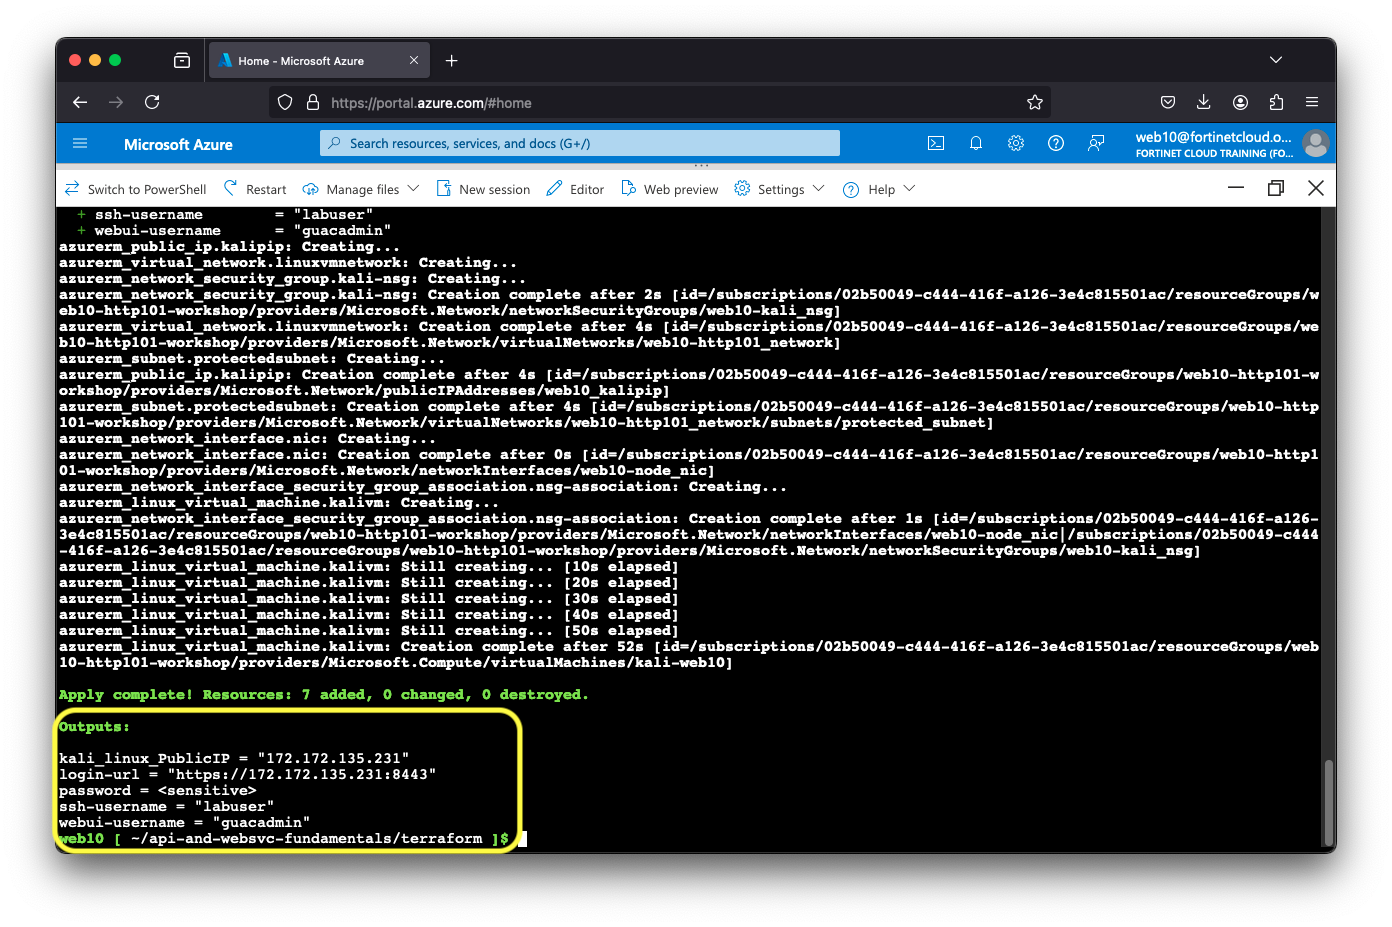 Home - Microsoft Azure
https://portal.azure.com/#home
Microsoft Azure
Search resources, services, and docs (G+/)
web10@fortinetcloud.o...
FORTINET CLOUD TRAINING (FO...
Switch to PowerShell Restart Manage files New session Editor Web preview Settings Help
+ ssh-username = "labuser"
+ webui-username = "guacadmin"
azurerm_public_ip.kalipip: Creating...
azurerm_virtual_network.linuxvmnetwork: Creating...
azurerm_network_security_group.kali-nsg: Creating...
azurerm_network_security_group.kali-nsg: Creation complete after 2s [id=/subscriptions/02b50049-c444-416f-a126-3e4c815501ac/resourceGroups/w
eb10-http101-workshop/providers/Microsoft.Network/networkSecurityGroups/web10-kali_nsg]
azurerm_virtual_network.linuxvmnetwork: Creation complete after 4s [id=/subscriptions/02b50049-c444-416f-a126-3e4c815501ac/resourceGroups/we
b10-http101-workshop/providers/Microsoft.Network/virtualNetworks/web10-http101_network]
azurerm_subnet.protectedsubnet: Creating...
azurerm_public_ip.kalipip: Creation complete after 4s [id=/subscriptions/02b50049-c444-416f-a126-3e4c815501ac/resourceGroups/web10-http101-w
orkshop/providers/Microsoft.Network/publicIPAddresses/web10_kalipip]
azurerm_subnet.protectedsubnet: Creation complete after 4s [id=/subscriptions/02b50049-c444-416f-a126-3e4c815501ac/resourceGroups/web10-http
101-workshop/providers/Microsoft.Network/virtualNetworks/web10-http101_network/subnets/protected_subnet]
azurerm_network_interface.nic: Creating...
azurerm_network_interface.nic: Creation complete after 0s [id=/subscriptions/02b50049-c444-416f-a126-3e4c815501ac/resourceGroups/web10-http1
01-workshop/providers/Microsoft.Network/networkInterfaces/web10-node_nic]
azurerm_network_interface_security_group_association.nsg-association: Creating...
azurerm_linux_virtual_machine.kalivm: Creating...
azurerm_network_interface_security_group_association.nsg-association: Creation complete after 1s [id=/subscriptions/02b50049-c444-416f-a126-
3e4c815501ac/resourceGroups/web10-http101-workshop/providers/Microsoft.Network/networkInterfaces/web10-node_nic|/subscriptions/02b50049-c444
-416f-a126-3e4c815501ac/resourceGroups/web10-http101-workshop/providers/Microsoft.Network/networkSecurityGroups/web10-kali_nsg]
azurerm_linux_virtual_machine.kalivm: Still creating... [10s elapsed]
azurerm_linux_virtual_machine.kalivm: Still creating... [20s elapsed]
azurerm_linux_virtual_machine.kalivm: Still creating... [30s elapsed]
azurerm_linux_virtual_machine.kalivm: Still creating... [40s elapsed]
azurerm_linux_virtual_machine.kalivm: Still creating... [50s elapsed]
azurerm_linux_virtual_machine.kalivm: Creation complete after 52s [id=/subscriptions/02b50049-c444-416f-a126-3e4c815501ac/resourceGroups/web
10-http101-workshop/providers/Microsoft.Compute/virtualMachines/kali-web10]
Apply complete! Resources: 7 added, 0 changed, 0 destroyed.
Outputs:
kali_linux_PublicIP = "172.172.135.231"
login-url = "https://172.172.135.231:8443"
password = <sensitive>
ssh-username = "labuser"
webui-username = "guacadmin"
web10 [ ~/api-and-websvc-fundamentals/terraform ]$